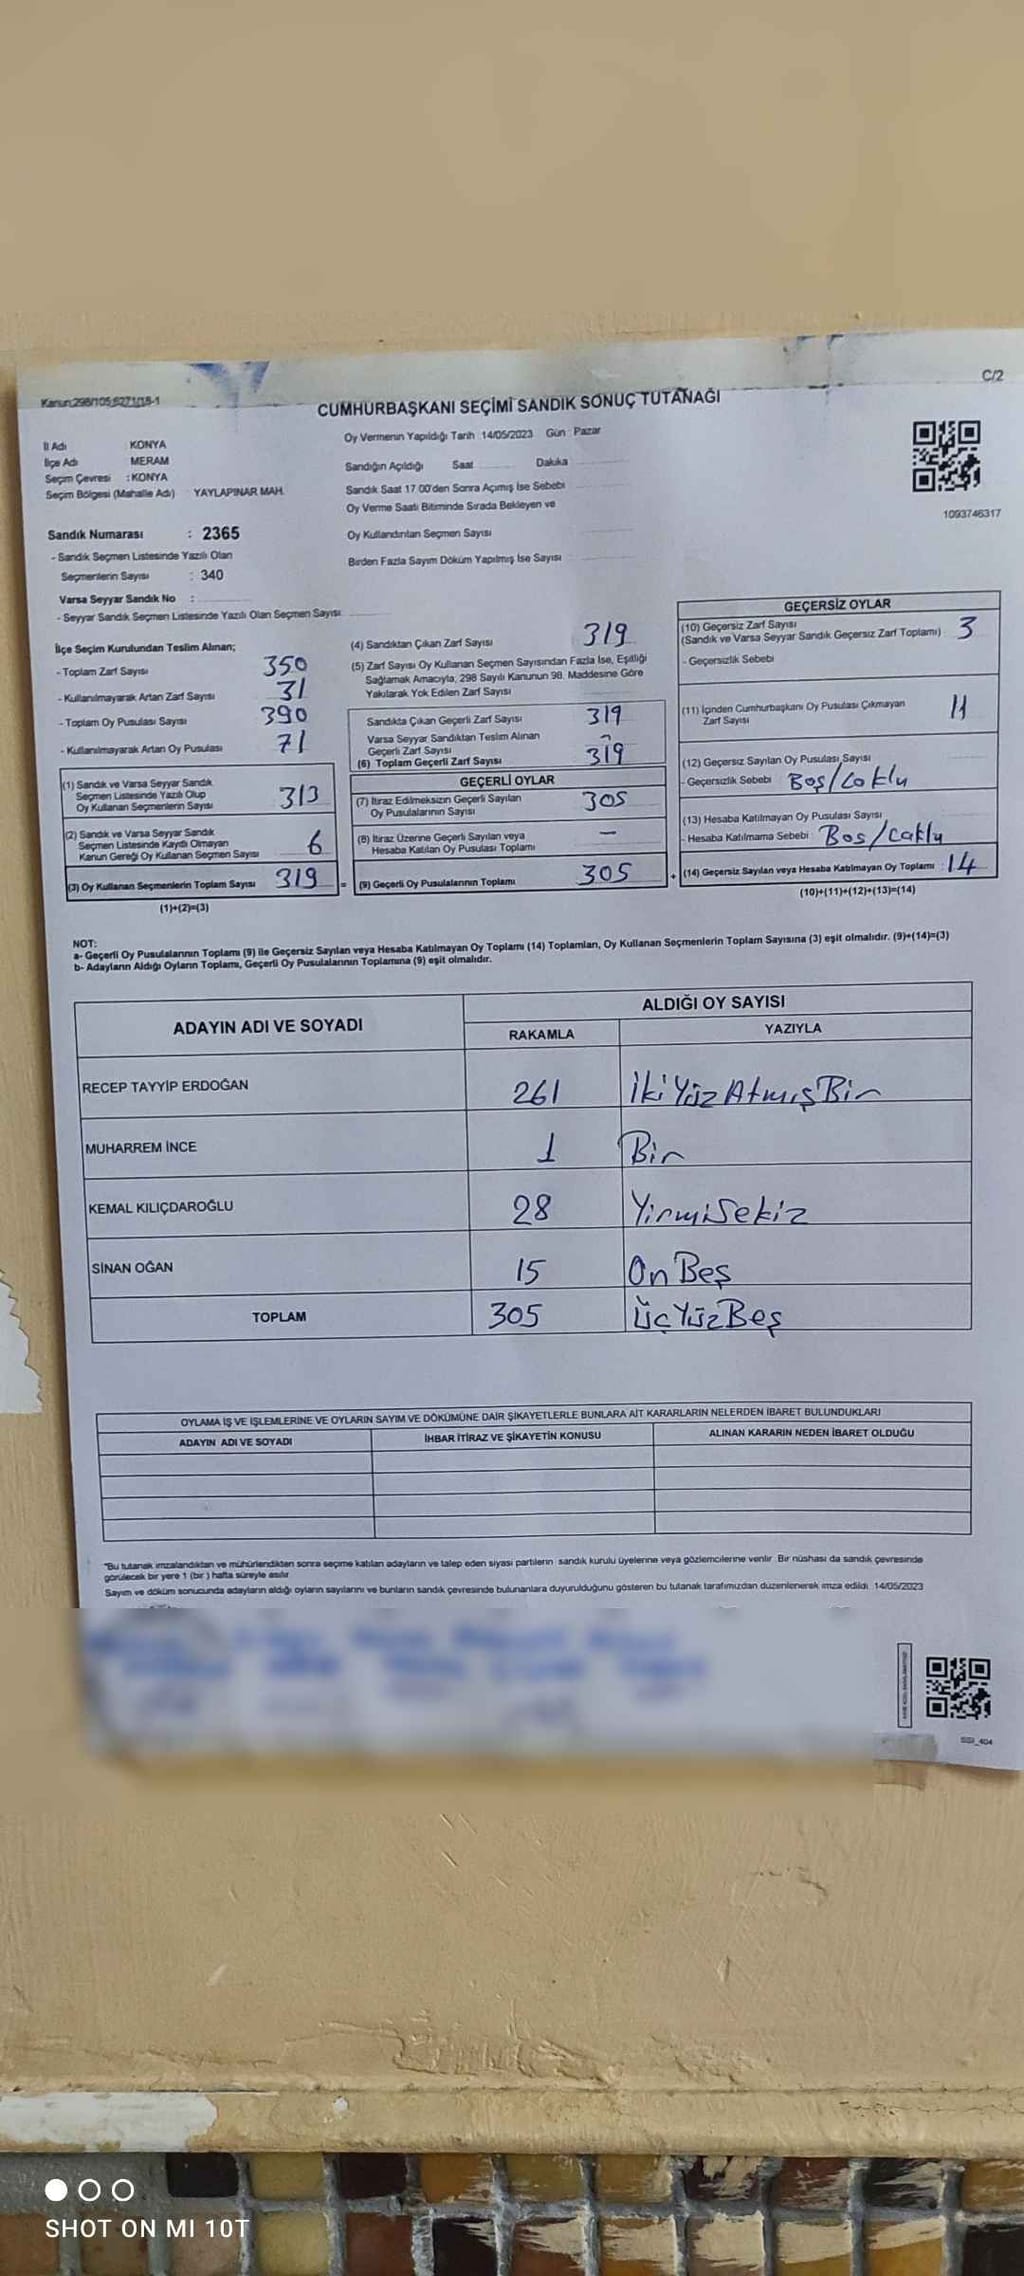 Kanun:298/105;6271/18-1
C/2
CUMHURBAŞKANI SEÇİMİ SANDIK SONUÇ TUTANAĞI
Oy Vermenin Yapıldığı Tarih :14/05/2023 Gün : Pazar
İl Adı KONYA
İlçe Adı MERAM
Seçim Çevresi : KONYA
Seçim Bölgesi (Mahalle Adı) YAYLAPINAR MAH.
Sandığın Açıldığı Saat Dakika
Sandık Saat 17:00'den Sonra Açımış İse Sebebi
Oy Verme Saati Bitiminde Sırada Bekleyen ve
Oy Kullandırılan Seçmen Sayısı
Birden Fazla Sayım Döküm Yapılmış İse Sayısı
1093746317
Sandık Numarası : 2365
- Sandık Seçmen Listesinde Yazılı Olan
Seçmenlerin Sayısı : 340
Varsa Seyyar Sandık No :
- Seyyar Sandık Seçmen Listesinde Yazılı Olan Seçmen Sayısı:
İlçe Seçim Kurulundan Teslim Alınan;
- Toplam Zarf Sayısı 350
- Kullanılmayarak Artan Zarf Sayısı 31
- Toplam Oy Pusulası Sayısı 390
- Kullanılmayarak Artan Oy Pusulası 71
(1) Sandık ve Varsa Seyyar Sandık
Seçmen Listesinde Yazılı Olup
Oy Kullanan Seçmenlerin Sayısı 313
(2) Sandık ve Varsa Seyyar Sandık
Seçmen Listesinde Kaydı Olmayan
Kanun Gereği Oy Kullanan Seçmen Sayısı 6
(3) Oy Kullanan Seçmenlerin Toplam Sayısı 319 =
(1)+(2)=(3)
(4) Sandıktan Çıkan Zarf Sayısı 319
(5) Zarf Sayısı Oy Kullanan Seçmen Sayısından Fazla İse, Eşitliği
Sağlamak Amacıyla, 298 Sayılı Kanunun 98. Maddesine Göre
Yakılarak Yok Edilen Zarf Sayısı
Sandıkta Çıkan Geçerli Zarf Sayısı 319
Varsa Seyyar Sandıktan Teslim Alınan
Geçerli Zarf Sayısı
(6) Toplam Geçerli Zarf Sayısı 319
GEÇERLİ OYLAR
(7) İtiraz Edilmeksizin Geçerli Sayılan
Oy Pusulalarının Sayısı 305
(8) İtiraz Üzerine Geçerli Sayılan veya
Hesaba Katılan Oy Pusulası Toplamı —
(9) Geçerli Oy Pusulalarının Toplamı 305 +
GEÇERSİZ OYLAR
(10) Geçersiz Zarf Sayısı
(Sandık ve Varsa Seyyar Sandık Geçersiz Zarf Toplamı) 3
- Geçersizlik Sebebi
(11) İçinden Cumhurbaşkanı Oy Pusulası Çıkmayan
Zarf Sayısı 11
(12) Geçersiz Sayılan Oy Pusulası Sayısı
- Geçersizlik Sebebi Boş/Çoklu
(13) Hesaba Katılmayan Oy Pusulası Sayısı
- Hesaba Katılmama Sebebi Bos/Caklu
(14) Geçersiz Sayılan veya Hesaba Katılmayan Oy Toplamı : 14
(10)+(11)+(12)+(13)=(14)
NOT:
a- Geçerli Oy Pusulalarının Toplamı (9) ile Geçersiz Sayılan veya Hesaba Katılmayan Oy Toplamı (14) Toplamları, Oy Kullanan Seçmenlerin Toplam Sayısına (3) eşit olmalıdır. (9)+(14)=(3)
b- Adayların Aldığı Oyların Toplamı, Geçerli Oy Pusulalarının Toplamına (9) eşit olmalıdır.
ADAYIN ADI VE SOYADI
ALDIĞI OY SAYISI
RAKAMLA YAZIYLA
RECEP TAYYİP ERDOĞAN 261 İki Yüz Atmış Bir
MUHARREM İNCE 1 Bir
KEMAL KILIÇDAROĞLU 28 Yirmi Sekiz
SİNAN OĞAN 15 On Beş
TOPLAM 305 Üç Yüz Beş
OYLAMA İŞ VE İŞLEMLERİNE VE OYLARIN SAYIM VE DÖKÜMÜNE DAİR ŞİKAYETLERLE BUNLARA AİT KARARLARIN NELERDEN İBARET BULUNDUKLARI
ADAYIN ADI VE SOYADI İHBAR İTİRAZ VE ŞİKAYETİN KONUSU ALINAN KARARIN NEDEN İBARET OLDUĞU
"Bu tutanak imzalandıktan ve mühürlendikten sonra seçime katılan adayların ve talep eden siyasi partilerin sandık kurulu üyelerine veya gözlemcilerine verilir. Bir nüshası da sandık çevresinde
görülecek bir yere 1 (bir) hafta süreyle asılır.
Sayım ve döküm sonucunda adayların aldığı oyların sayılarını ve bunların sandık çevresinde bulunanlara duyurulduğunu gösteren bu tutanak tarafımızdan düzenlenerek imza edildi. 14/05/2023
SSI_404
SHOT ON MI 10T